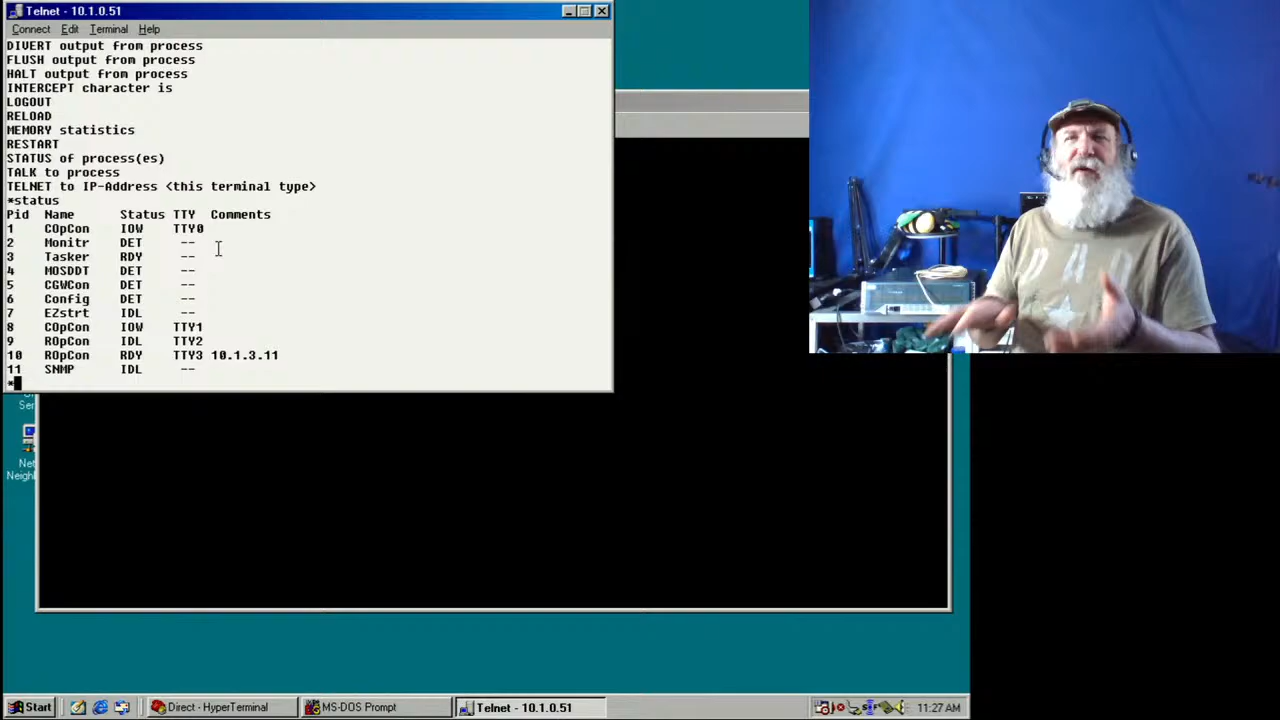 Telnet - 10.1.0.51
Connect Edit Terminal Help
DIVERT output from process
FLUSH output from process
HALT output from process
INTERCEPT character is
LOGOUT
RELOAD
MEMORY statistics
RESTART
STATUS of process(es)
TALK to process
TELNET to IP-Address <this terminal type>
*status
Pid Name Status TTY Comments
1 COpCon IOW TTY0
2 Monitr DET --
3 Tasker RDY --
4 MOSDDT DET --
5 CGWCon DET --
6 Config DET --
7 EZstrt IDL --
8 COpCon IOW TTY1
9 ROpCon IDL TTY2
10 ROpCon RDY TTY3 10.1.3.11
11 SNMP IDL --
*
Ser
Net
Neighb
Start Direct - HyperTerminal MS-DOS Prompt Telnet - 10.1.0.51 11:27 AM